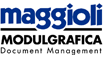 maggioli
MODULGRAFICA
Document Management